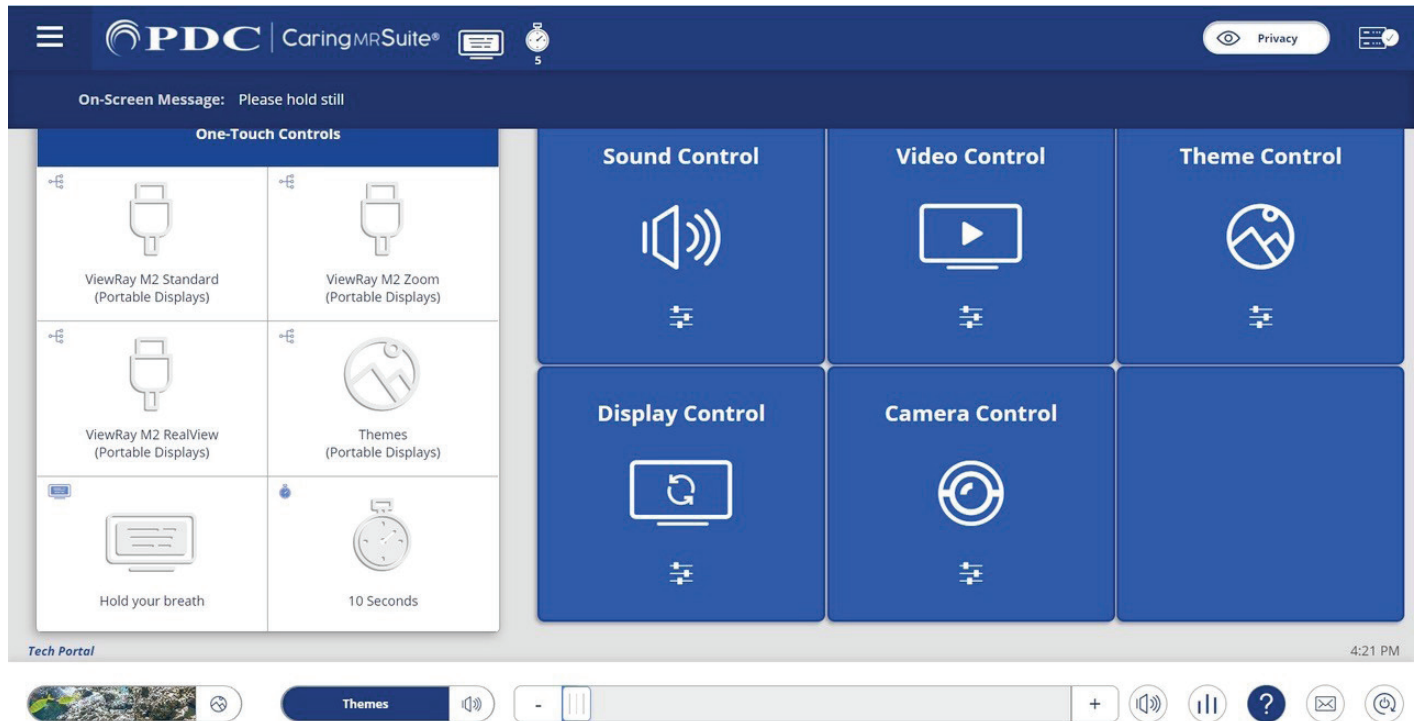 PDC | CaringMRSuite®
5
Privacy
On-Screen Message: Please hold still
One-Touch Controls
ViewRay M2 Standard
(Portable Displays)
ViewRay M2 Zoom
(Portable Displays)
ViewRay M2 RealView
(Portable Displays)
Themes
(Portable Displays)
Hold your breath
10 Seconds
Sound Control
Video Control
Theme Control
Display Control
Camera Control
Tech Portal
4:21 PM
Themes
-
+
?